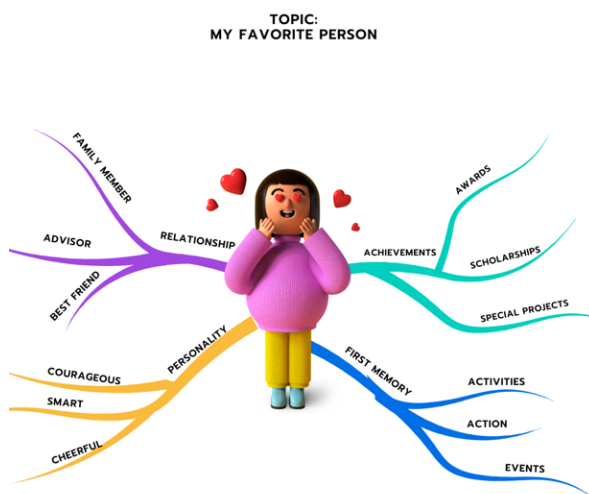 TOPIC:
MY FAVORITE PERSON
FAMILY MEMBER
ADVISOR
BEST FRIEND
RELATIONSHIP
ACHIEVEMENTS
AWARDS
SCHOLARSHIPS
SPECIAL PROJECTS
PERSONALITY
COURAGEOUS
SMART
CHEERFUL
FIRST MEMORY
ACTIVITIES
ACTION
EVENTS